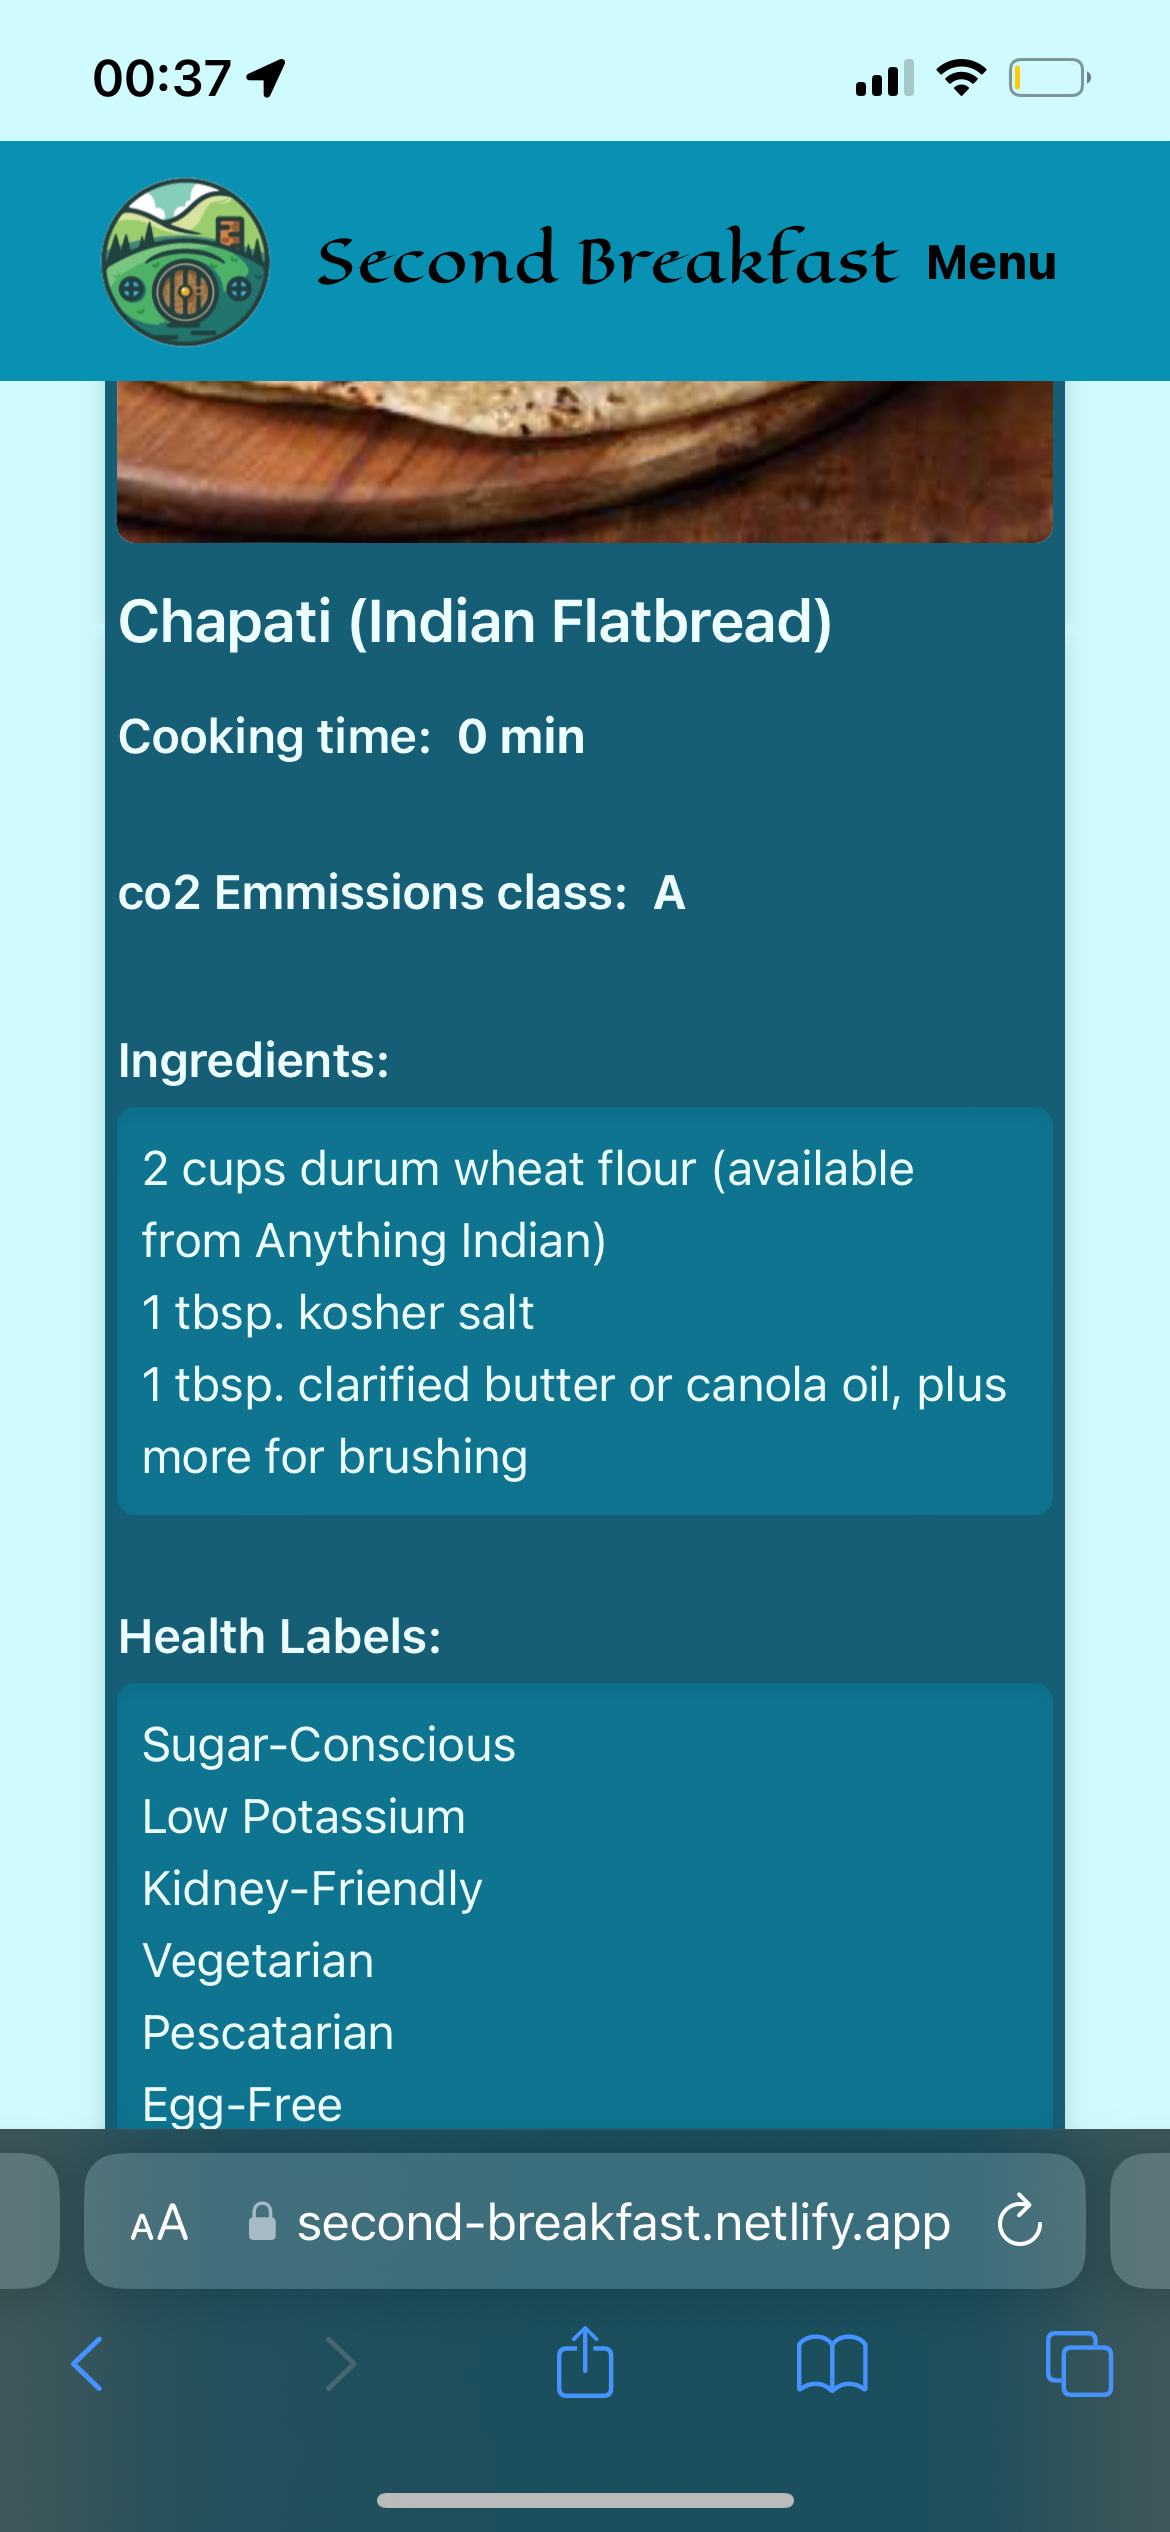 00:37
Second Breakfast
Menu
Chapati (Indian Flatbread)
Cooking time: 0 min
co2 Emmissions class: A
Ingredients:
2 cups durum wheat flour (available
from Anything Indian)
1 tbsp. kosher salt
1 tbsp. clarified butter or canola oil, plus
more for brushing
Health Labels:
Sugar-Conscious
Low Potassium
Kidney-Friendly
Vegetarian
Pescatarian
Egg-Free
AA second-breakfast.netlify.app